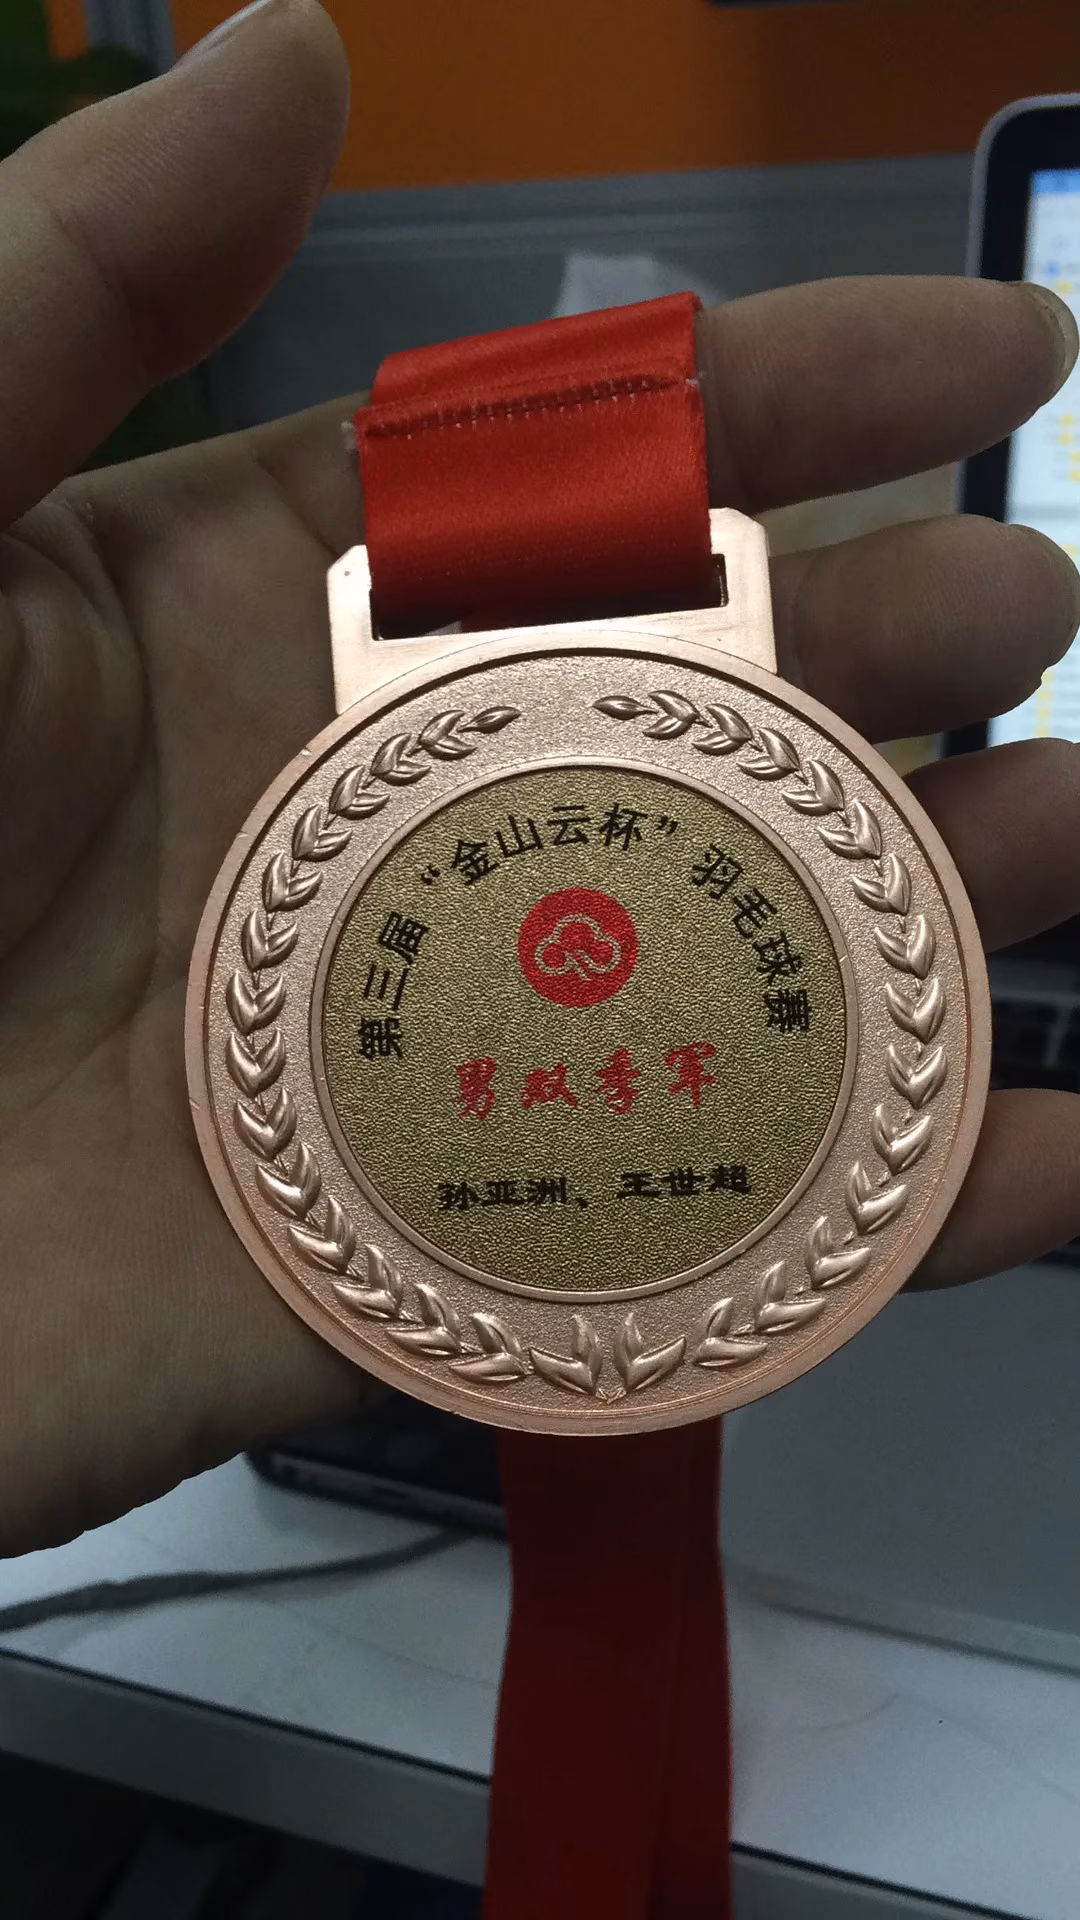 第三届“金山云杯”羽毛球赛
男双季军
孙亚洲、王世超